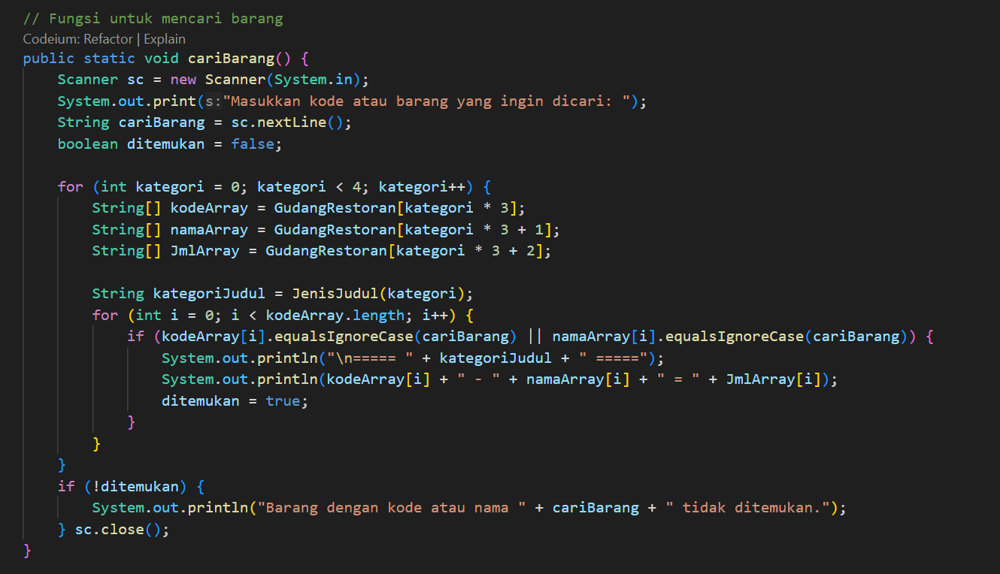 // Fungsi untuk mencari barang
Codeium: Refactor | Explain
public static void cariBarang() {
    Scanner sc = new Scanner(System.in);
    System.out.print(s:"Masukkan kode atau barang yang ingin dicari: ");
    String cariBarang = sc.nextLine();
    boolean ditemukan = false;

    for (int kategori = 0; kategori < 4; kategori++) {
        String[] kodeArray = GudangRestoran[kategori * 3];
        String[] namaArray = GudangRestoran[kategori * 3 + 1];
        String[] JmlArray = GudangRestoran[kategori * 3 + 2];

        String kategoriJudul = JenisJudul(kategori);
        for (int i = 0; i < kodeArray.length; i++) {
            if (kodeArray[i].equalsIgnoreCase(cariBarang) || namaArray[i].equalsIgnoreCase(cariBarang)) {
                System.out.println("\n===== " + kategoriJudul + " =====");
                System.out.println(kodeArray[i] + " - " + namaArray[i] + " = " + JmlArray[i]);
                ditemukan = true;
            }
        }
    }
    if (!ditemukan) {
        System.out.println("Barang dengan kode atau nama " + cariBarang + " tidak ditemukan.");
    } sc.close();
}